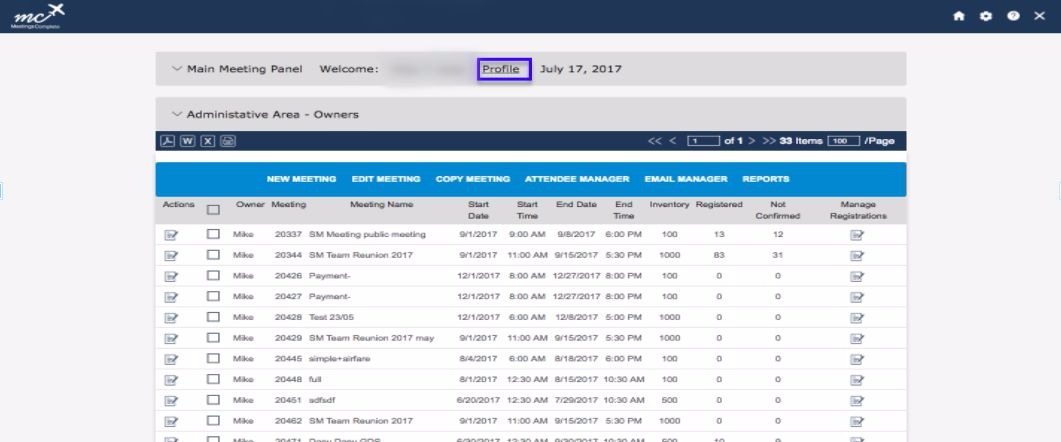 mc
MeetingsComplete
Main Meeting Panel Welcome: Profile July 17, 2017
Administative Area - Owners
<< < 1 of 1 > >> 33 Items 100 /Page
NEW MEETING EDIT MEETING COPY MEETING ATTENDEE MANAGER EMAIL MANAGER REPORTS
Actions Owner Meeting Meeting Name Start Date Start Time End Date End Time Inventory Registered Not Confirmed Manage Registrations
Mike 20337 SM Meeting public meeting 9/1/2017 9:00 AM 9/8/2017 6:00 PM 100 13 12
Mike 20344 SM Team Reunion 2017 9/1/2017 11:00 AM 9/15/2017 5:30 PM 1000 83 31
Mike 20426 Payment- 12/1/2017 8:00 AM 12/27/2017 8:00 PM 100 0 0
Mike 20427 Payment- 12/1/2017 8:00 AM 12/27/2017 8:00 PM 100 0 0
Mike 20428 Test 23/05 12/1/2017 6:00 AM 12/8/2017 5:00 PM 1000 0 0
Mike 20429 SM Team Reunion 2017 may 9/1/2017 11:00 AM 9/15/2017 5:30 PM 1000 0 0
Mike 20445 simple+airfare 8/4/2017 6:00 AM 8/18/2017 6:00 PM 100 0 0
Mike 20448 full 8/1/2017 12:30 AM 8/15/2017 10:30 AM 100 0 0
Mike 20451 sdfsdf 6/20/2017 12:30 AM 7/29/2017 10:30 AM 500 0 0
Mike 20462 SM Team Reunion 2017 9/1/2017 11:00 AM 9/15/2017 5:30 PM 1000 0 0